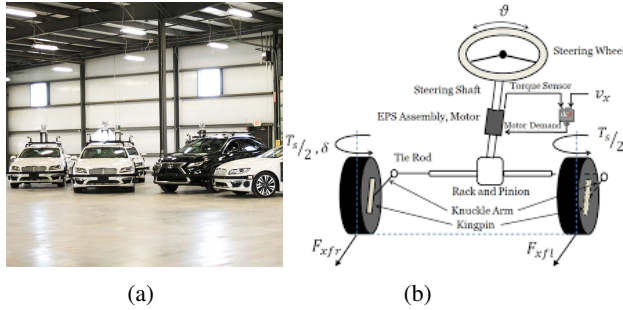 ϑ
Steering Wheel
Steering Shaft
Torque Sensor
v_x
EPS Assembly, Motor
Motor Demand
T_s/2, δ
T_s/2
Tie Rod
Rack and Pinion
Knuckle Arm
Kingpin
F_xfr
F_xfl
(a)
(b)